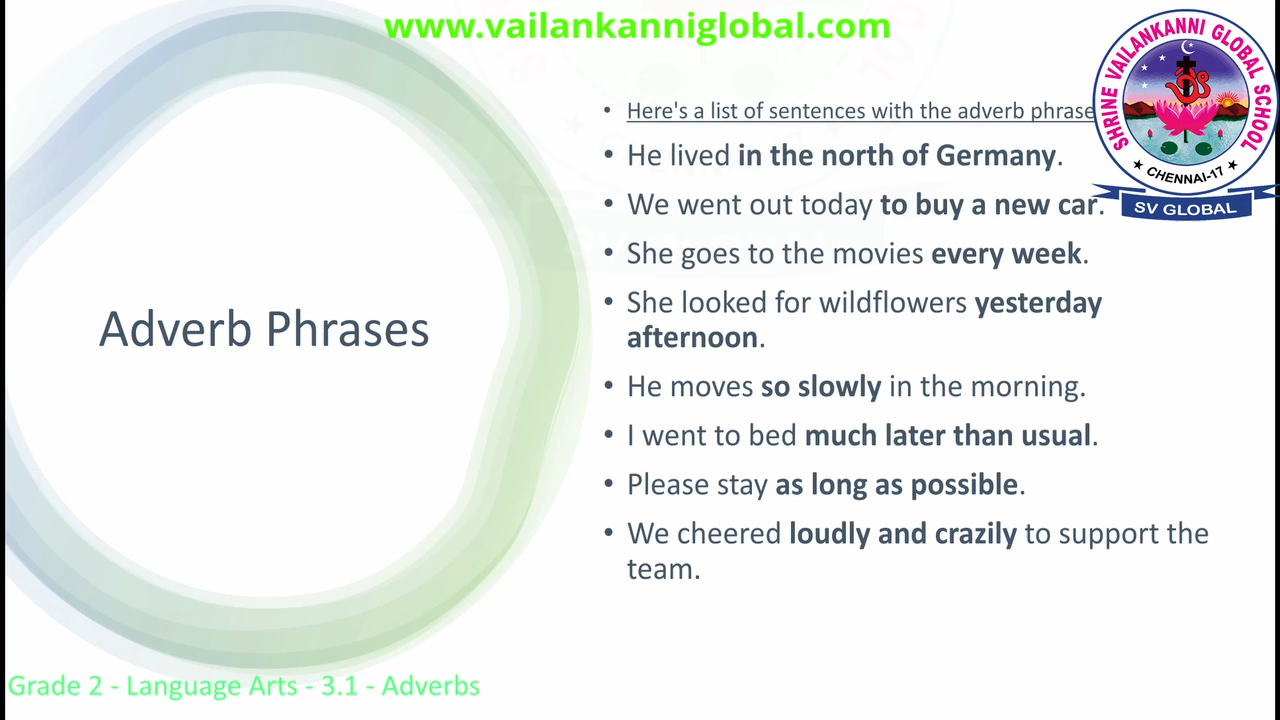 www.vailankanniglobal.com
SHRINE VAILANKANNI GLOBAL SCHOOL
★ CHENNAI-17 ★
SV GLOBAL
Adverb Phrases
• Here's a list of sentences with the adverb phrase
• He lived in the north of Germany.
• We went out today to buy a new car.
• She goes to the movies every week.
• She looked for wildflowers yesterday
afternoon.
• He moves so slowly in the morning.
• I went to bed much later than usual.
• Please stay as long as possible.
• We cheered loudly and crazily to support the
team.
Grade 2 - Language Arts - 3.1 - Adverbs